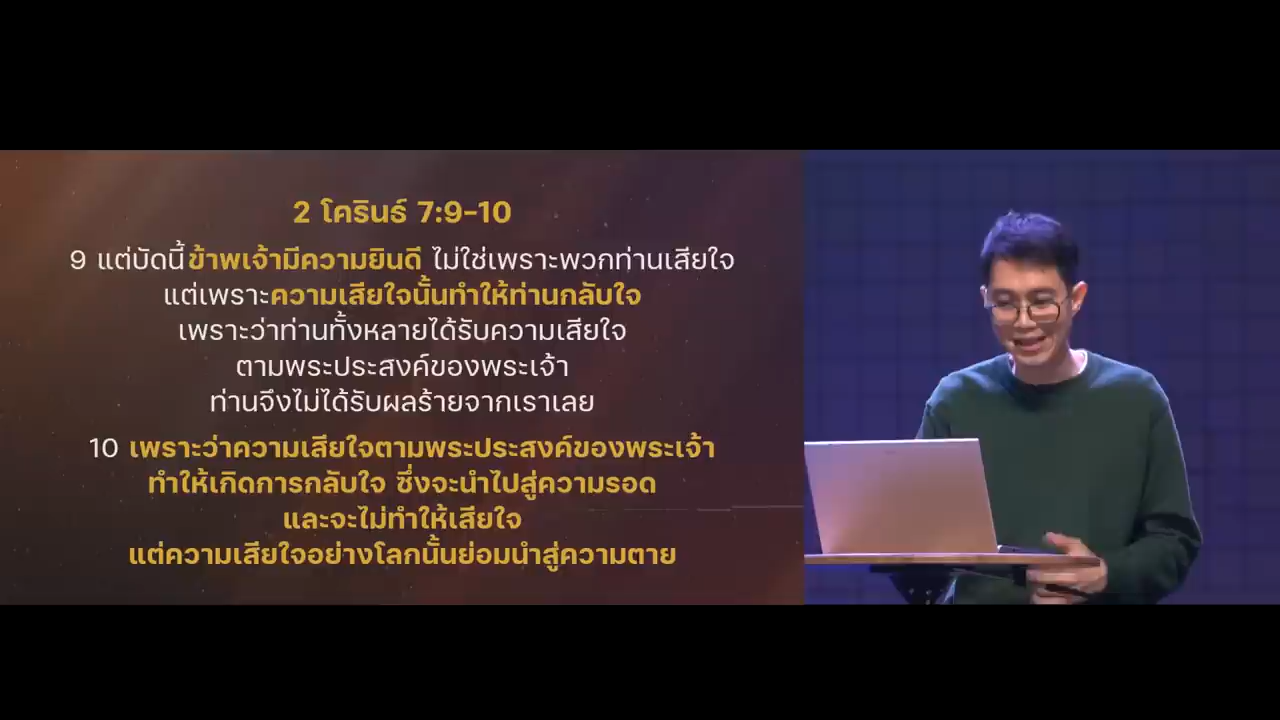 2 โครินธ์ 7:9-10
9 แต่บัดนี้ข้าพเจ้ามีความยินดี ไม่ใช่เพราะพวกท่านเสียใจ
แต่เพราะความเสียใจนั้นทำให้ท่านกลับใจ
เพราะว่าท่านทั้งหลายได้รับความเสียใจ
ตามพระประสงค์ของพระเจ้า
ท่านจึงไม่ได้รับผลร้ายจากเราเลย
10 เพราะว่าความเสียใจตามพระประสงค์ของพระเจ้า
ทำให้เกิดการกลับใจ ซึ่งจะนำไปสู่ความรอด
และจะไม่ทำให้เสียใจ
แต่ความเสียใจอย่างโลกนั้นย่อมนำสู่ความตาย